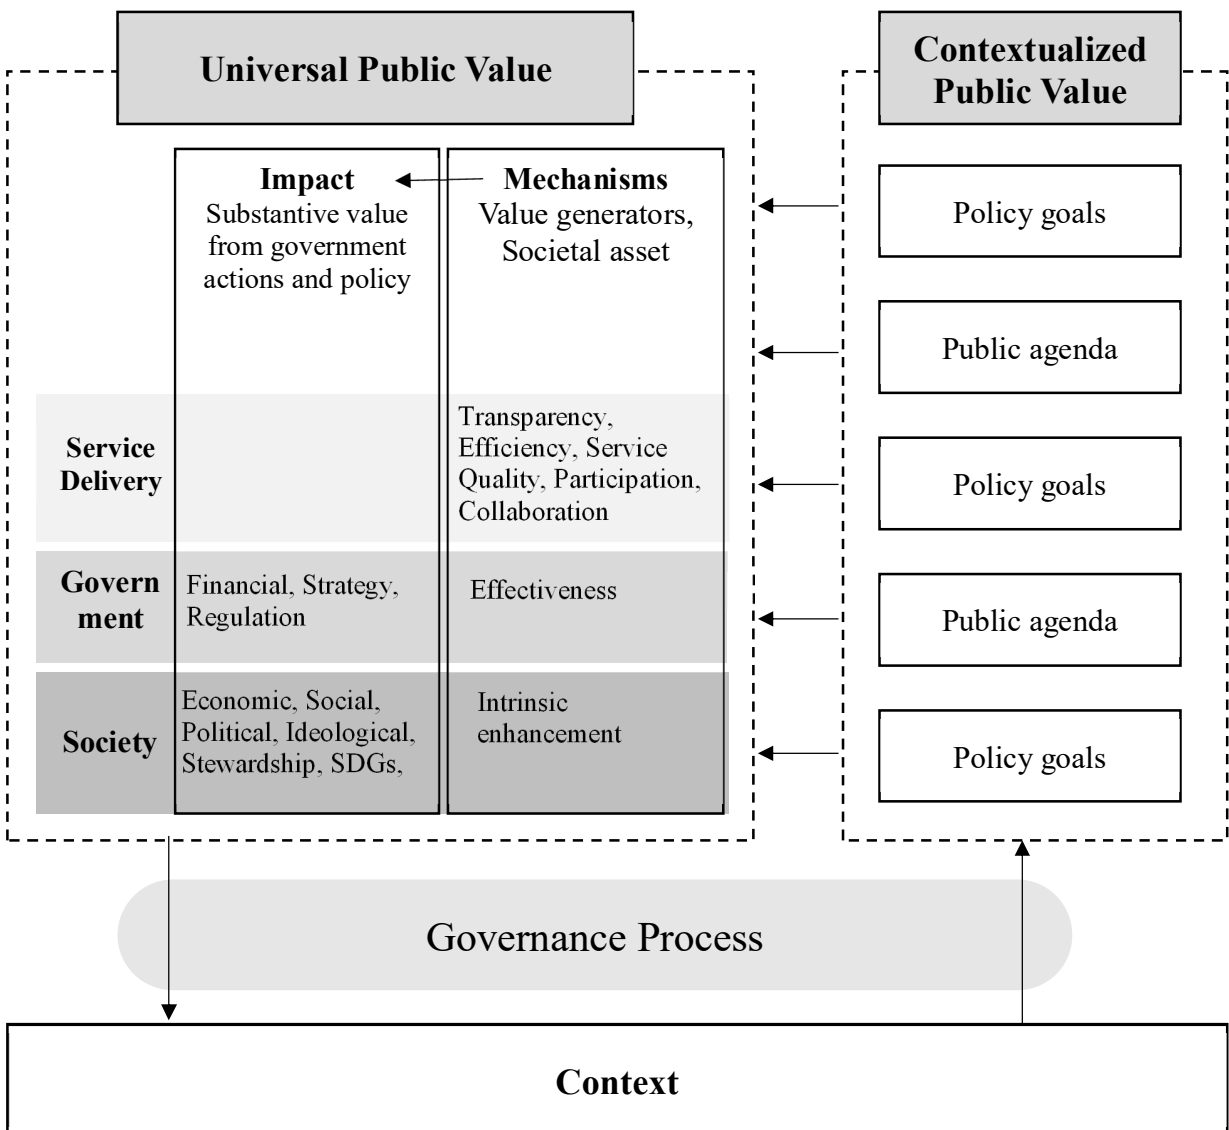 Universal Public Value
Contextualized
Public Value
Impact
Substantive value
from government
actions and policy
Mechanisms
Value generators,
Societal asset
Service
Delivery
Transparency,
Efficiency, Service
Quality, Participation,
Collaboration
Govern
ment
Financial, Strategy,
Regulation
Effectiveness
Society
Economic, Social,
Political, Ideological,
Stewardship, SDGs,
Intrinsic
enhancement
Policy goals
Public agenda
Policy goals
Public agenda
Policy goals
Governance Process
Context